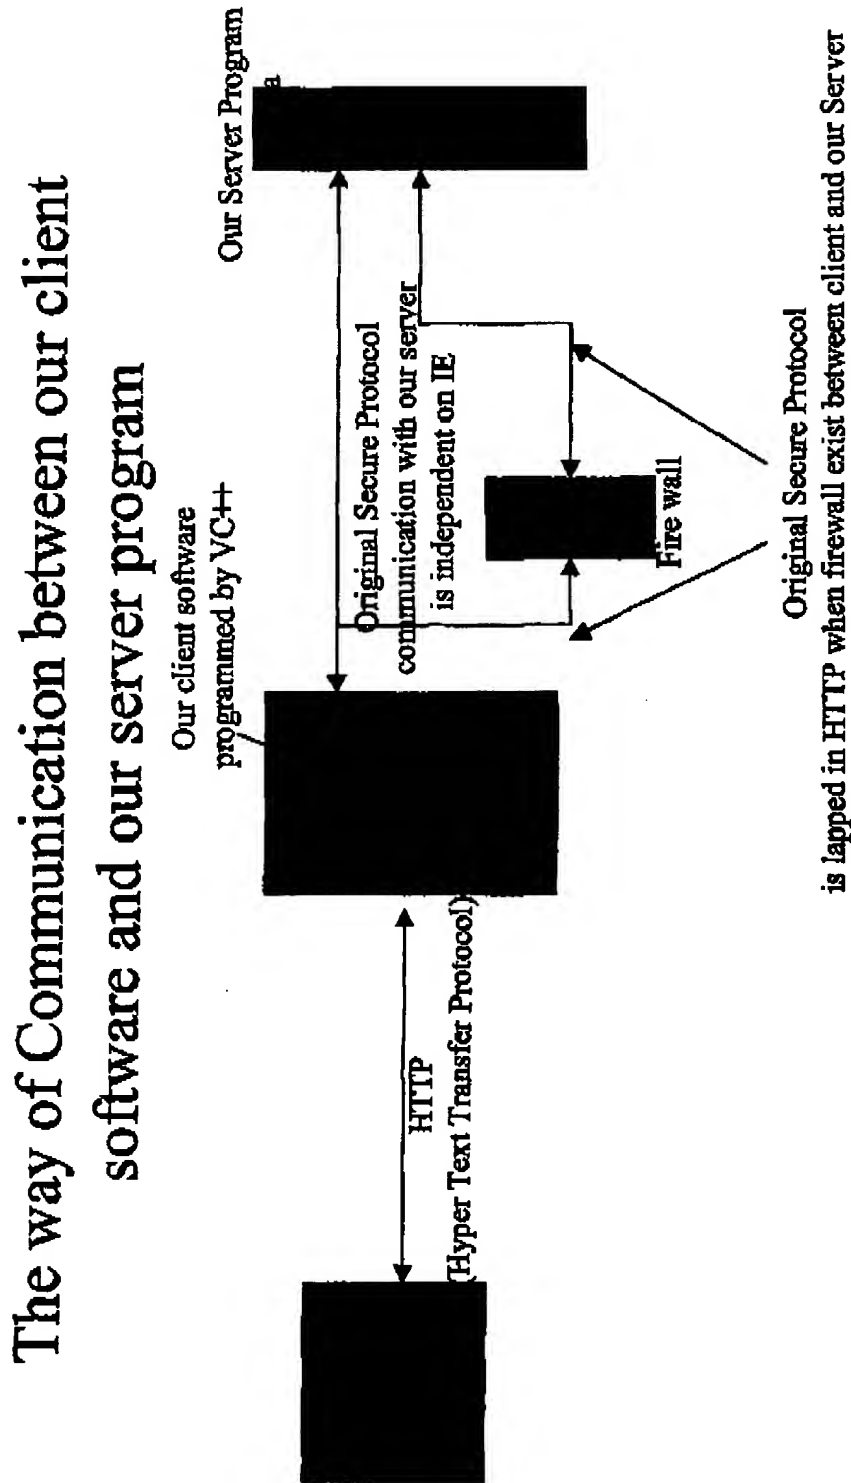 The way of Communication between our client
software and our server program
Our client software
programmed by VC++
Our Server Program
a
HTTP
(Hyper Text Transfer Protocol)
Original Secure Protocol
communication with our server
is independent on IE
Fire wall
Original Secure Protocol
is lapped in HTTP when firewall exist between client and our Server